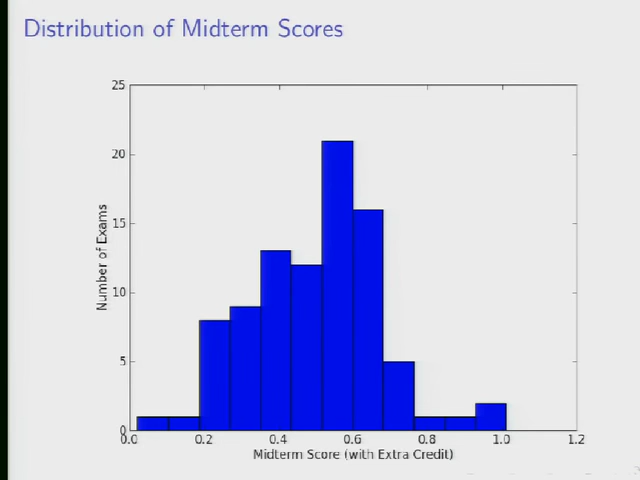 Distribution of Midterm Scores
25
20
15
10
5
0
Number of Exams
0.0 0.2 0.4 0.6 0.8 1.0 1.2
Midterm Score (with Extra Credit)